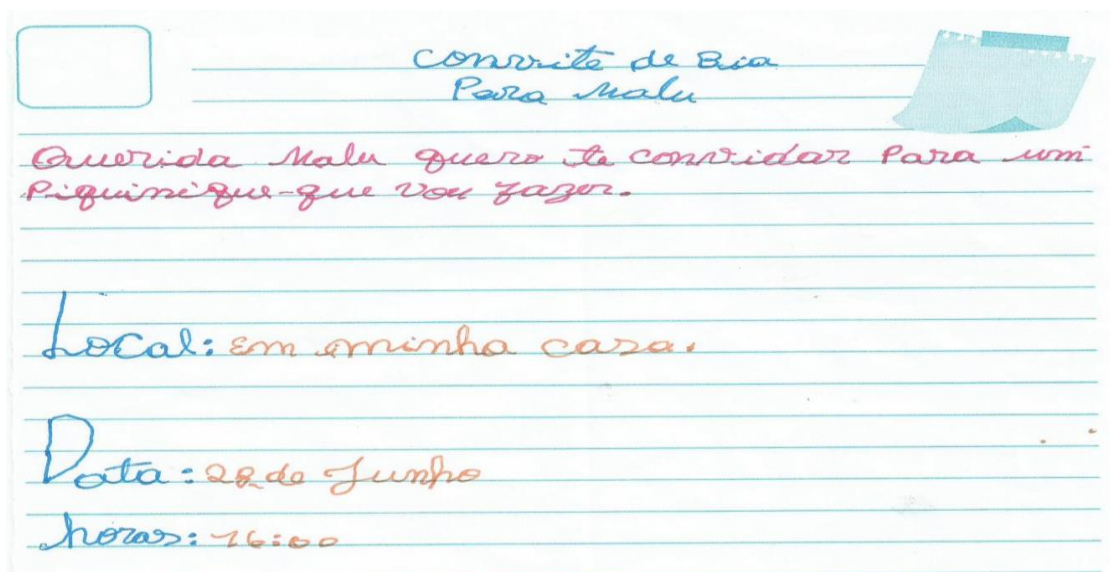 Convite de Bia
Para Malu
Querida Malu quero te convidar Para um
Piquinique-que vou fazer.
Local: Em minha casa.
Data: 28 de Junho
horas: 16:00